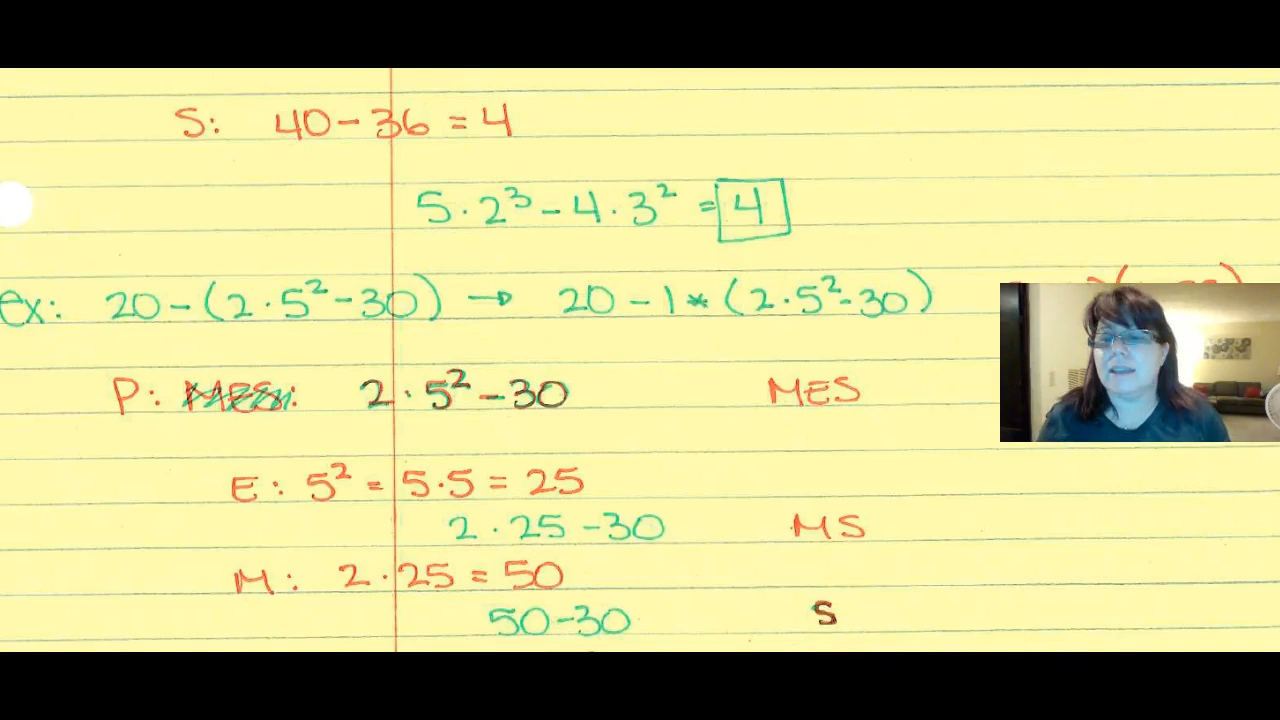 S: 40 - 36 = 4
5 · 2³ - 4 · 3² = 4
ex: 20 - (2 · 5² - 30) → 20 - 1 * (2 · 5² - 30)
P: MES: 2 · 5² - 30 MES
E: 5² = 5 · 5 = 25
2 · 25 - 30 MS
M: 2 · 25 = 50
50 - 30 S